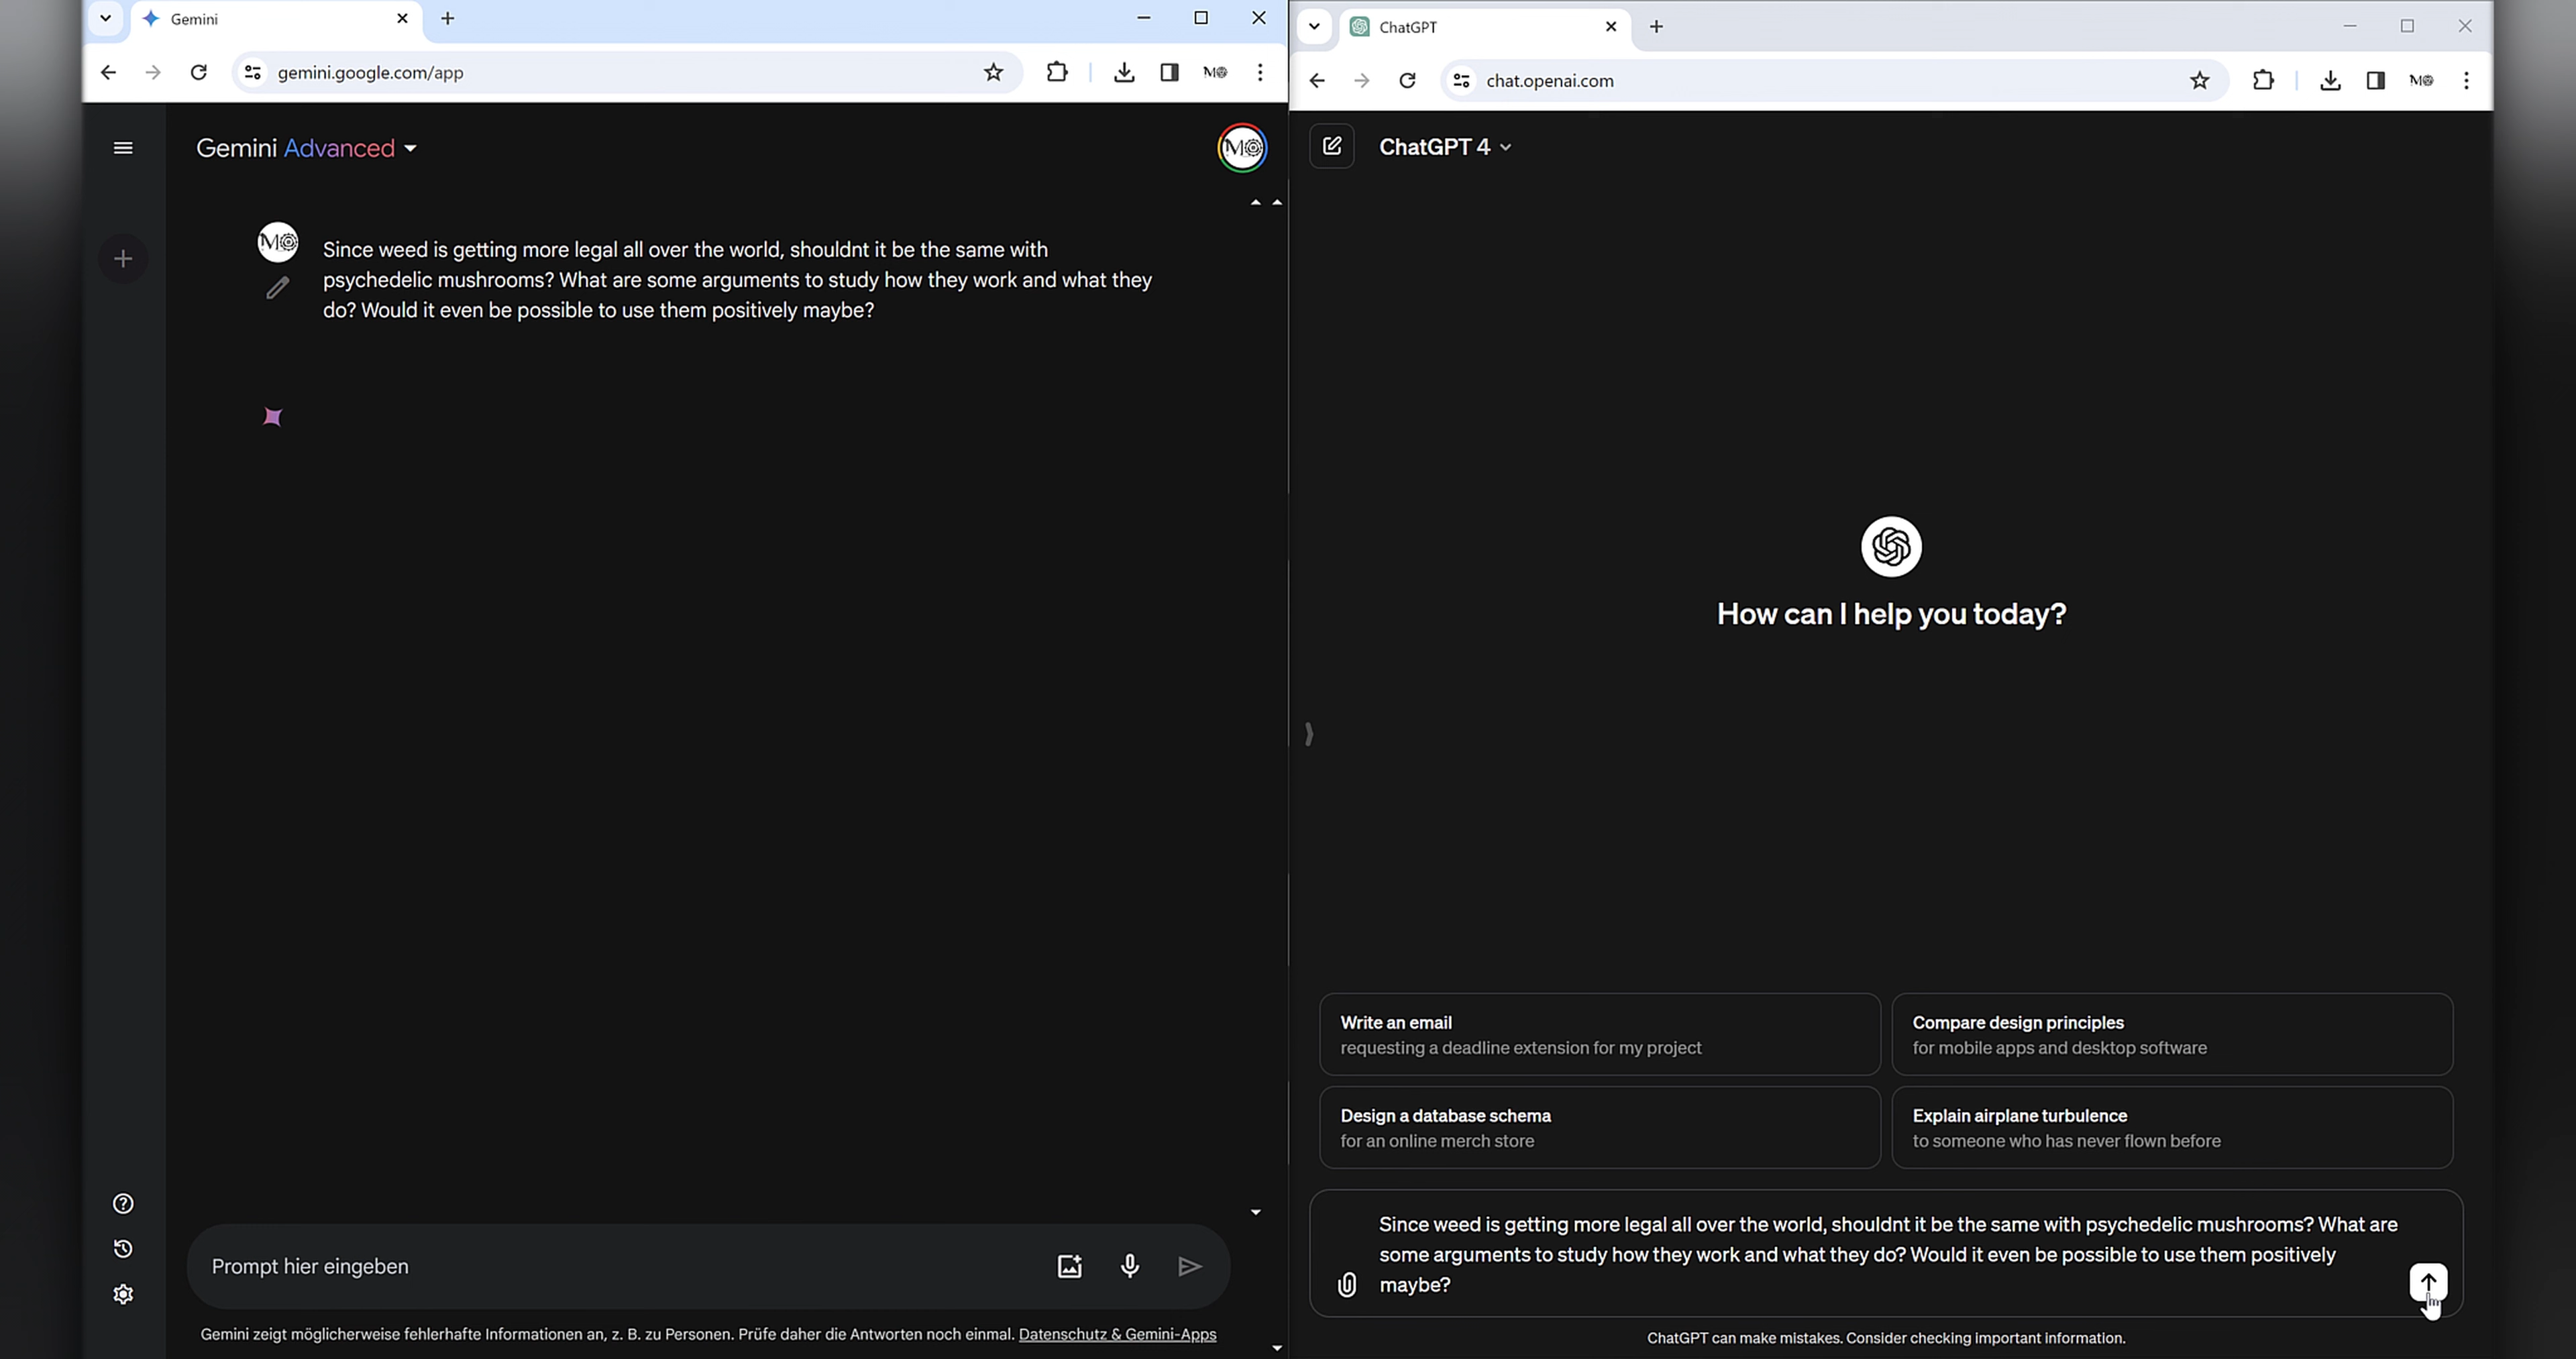 Gemini
gemini.google.com/app
Gemini Advanced
Since weed is getting more legal all over the world, shouldnt it be the same with
psychedelic mushrooms? What are some arguments to study how they work and what they
do? Would it even be possible to use them positively maybe?
Prompt hier eingeben
Gemini zeigt möglicherweise fehlerhafte Informationen an, z. B. zu Personen. Prüfe daher die Antworten noch einmal. Datenschutz & Gemini-Apps
ChatGPT
chat.openai.com
ChatGPT 4
How can I help you today?
Write an email
requesting a deadline extension for my project
Compare design principles
for mobile apps and desktop software
Design a database schema
for an online merch store
Explain airplane turbulence
to someone who has never flown before
Since weed is getting more legal all over the world, shouldnt it be the same with psychedelic mushrooms? What are
some arguments to study how they work and what they do? Would it even be possible to use them positively
maybe?
ChatGPT can make mistakes. Consider checking important information.